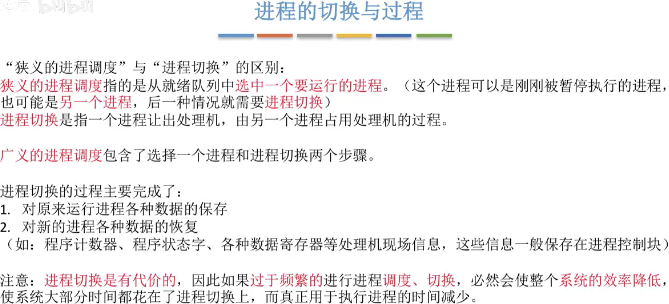 进程的切换与过程
“狭义的进程调度”与“进程切换”的区别：
狭义的进程调度指的是从就绪队列中选中一个要运行的进程。（这个进程可以是刚刚被暂停执行的进程，
也可能是另一个进程，后一种情况就需要进程切换）
进程切换是指一个进程让出处理机，由另一个进程占用处理机的过程。
广义的进程调度包含了选择一个进程和进程切换两个步骤。
进程切换的过程主要完成了：
1. 对原来运行进程各种数据的保存
2. 对新的进程各种数据的恢复
（如：程序计数器、程序状态字、各种数据寄存器等处理机现场信息，这些信息一般保存在进程控制块）
注意：进程切换是有代价的，因此如果过于频繁的进行进程调度、切换，必然会使整个系统的效率降低，
使系统大部分时间都花在了进程切换上，而真正用于执行进程的时间减少。